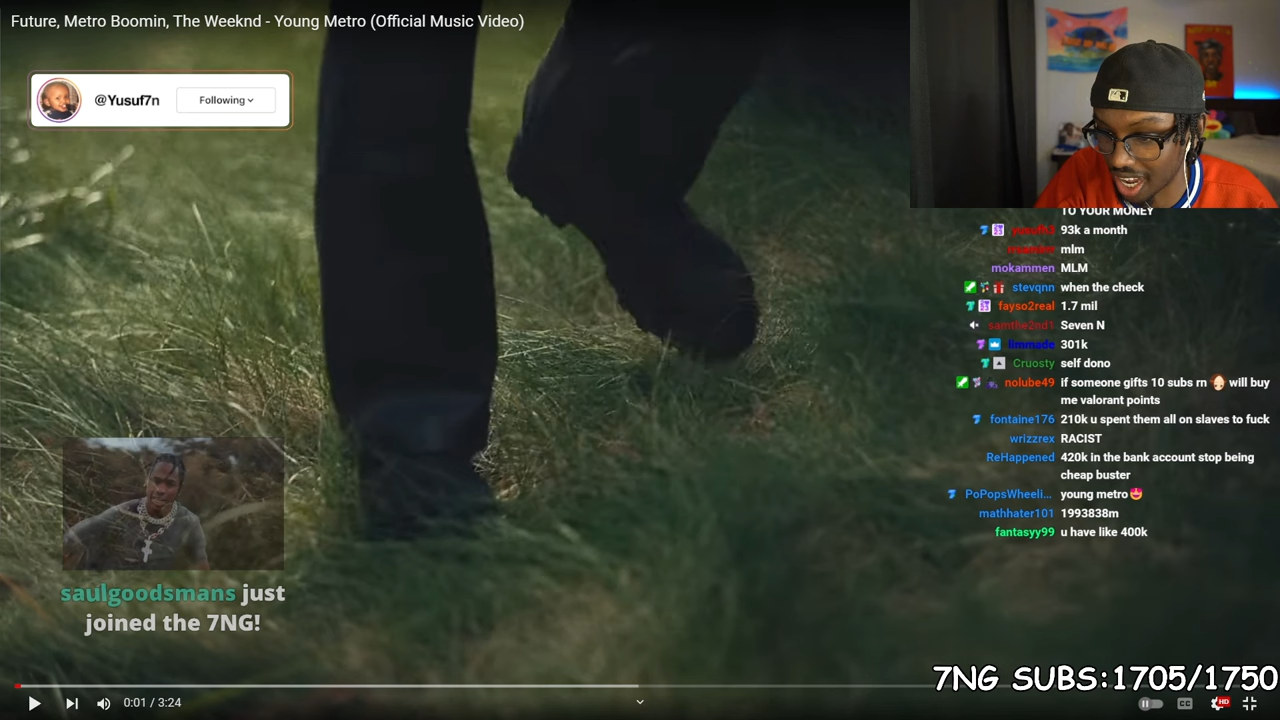 Future, Metro Boomin, The Weeknd - Young Metro (Official Music Video)
@Yusuf7n
Following
TO YOUR MONEY
93k a month
mlm
mokammen MLM
stevqnn when the check
fayso2real 1.7 mil
samthe2nd1 Seven N
limmade 301k
Cruosty self dono
nolube49 if someone gifts 10 subs rn will buy
me valorant points
fontaine176 210k u spent them all on slaves to fuck
wrizzrex RACIST
ReHappened 420k in the bank account stop being
cheap buster
PoPopsWheeli... young metro
mathhater101 1993838m
fantasyy99 u have like 400k
saulgoodsmans just
joined the 7NG!
7NG SUBS:1705/1750
0:01 / 3:24
CC
HD